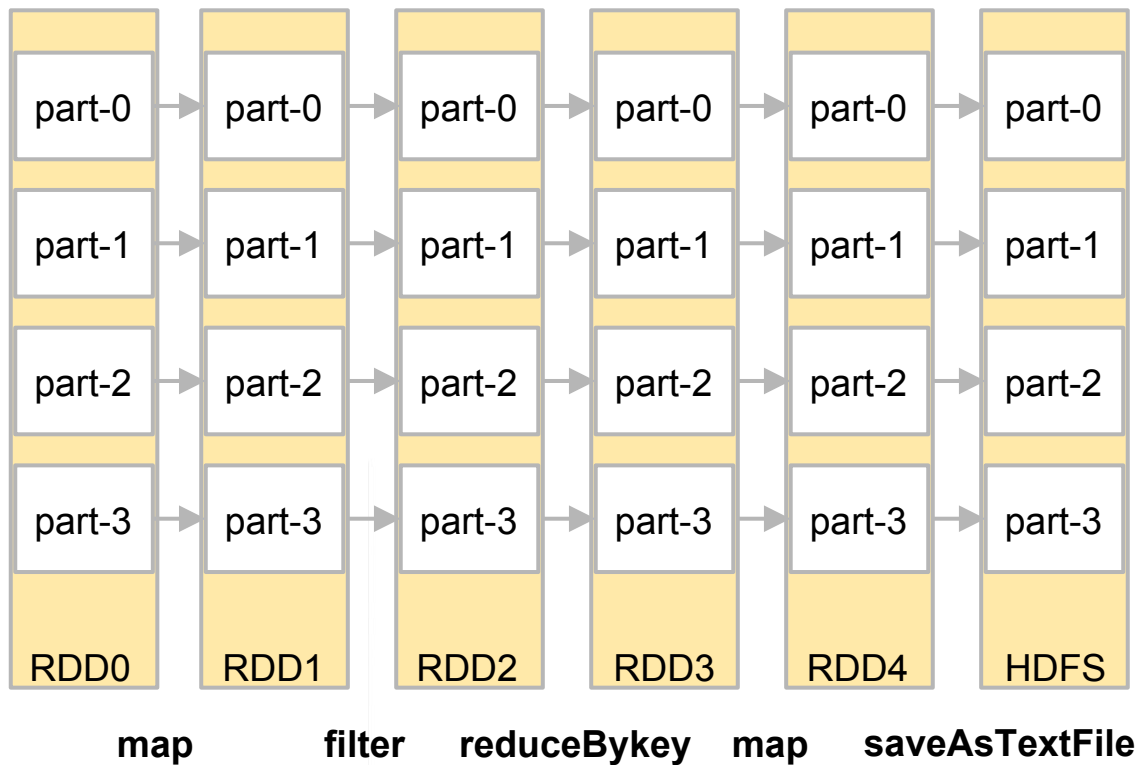 part-0 part-0 part-0 part-0 part-0 part-0
part-1 part-1 part-1 part-1 part-1 part-1
part-2 part-2 part-2 part-2 part-2 part-2
part-3 part-3 part-3 part-3 part-3 part-3
RDD0 RDD1 RDD2 RDD3 RDD4 HDFS
map filter reduceBykey map saveAsTextFile